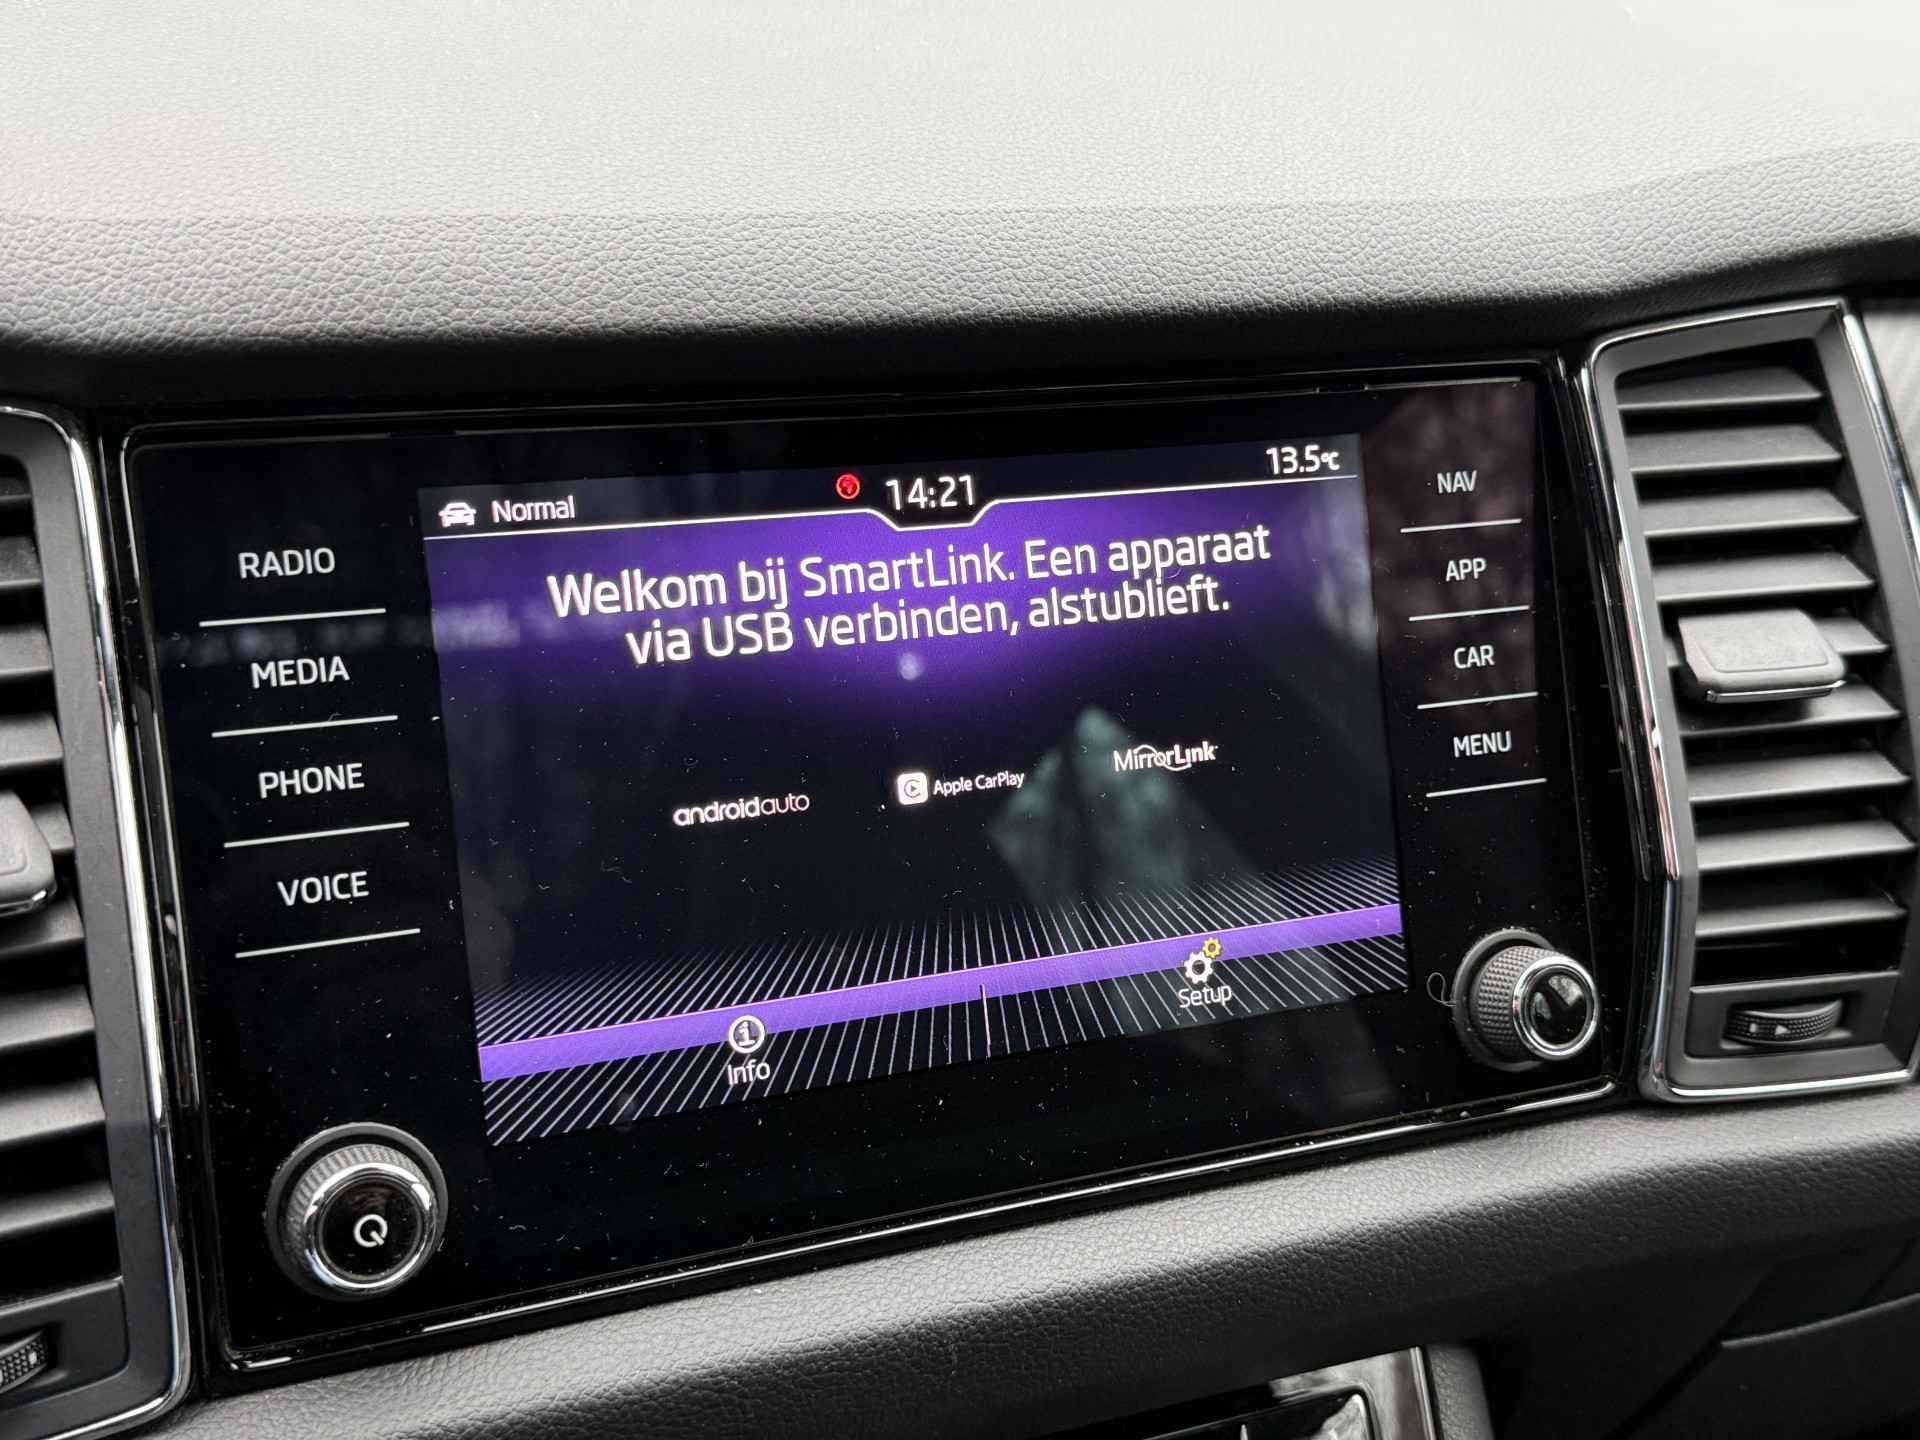 Normal
14:21
13.5°C
Welkom bij SmartLink. Een apparaat
via USB verbinden, alstublieft.
androidauto
Apple CarPlay
MirrorLink
Info
Setup
RADIO
MEDIA
PHONE
VOICE
NAV
APP
CAR
MENU